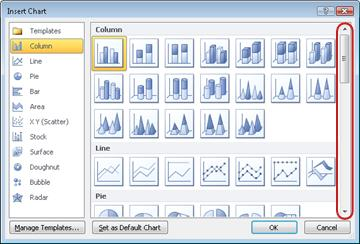 Insert Chart
Templates
Column
Line
Pie
Bar
Area
X Y (Scatter)
Stock
Surface
Doughnut
Bubble
Radar
Column
Line
Pie
Manage Templates...
Set as Default Chart
OK
Cancel